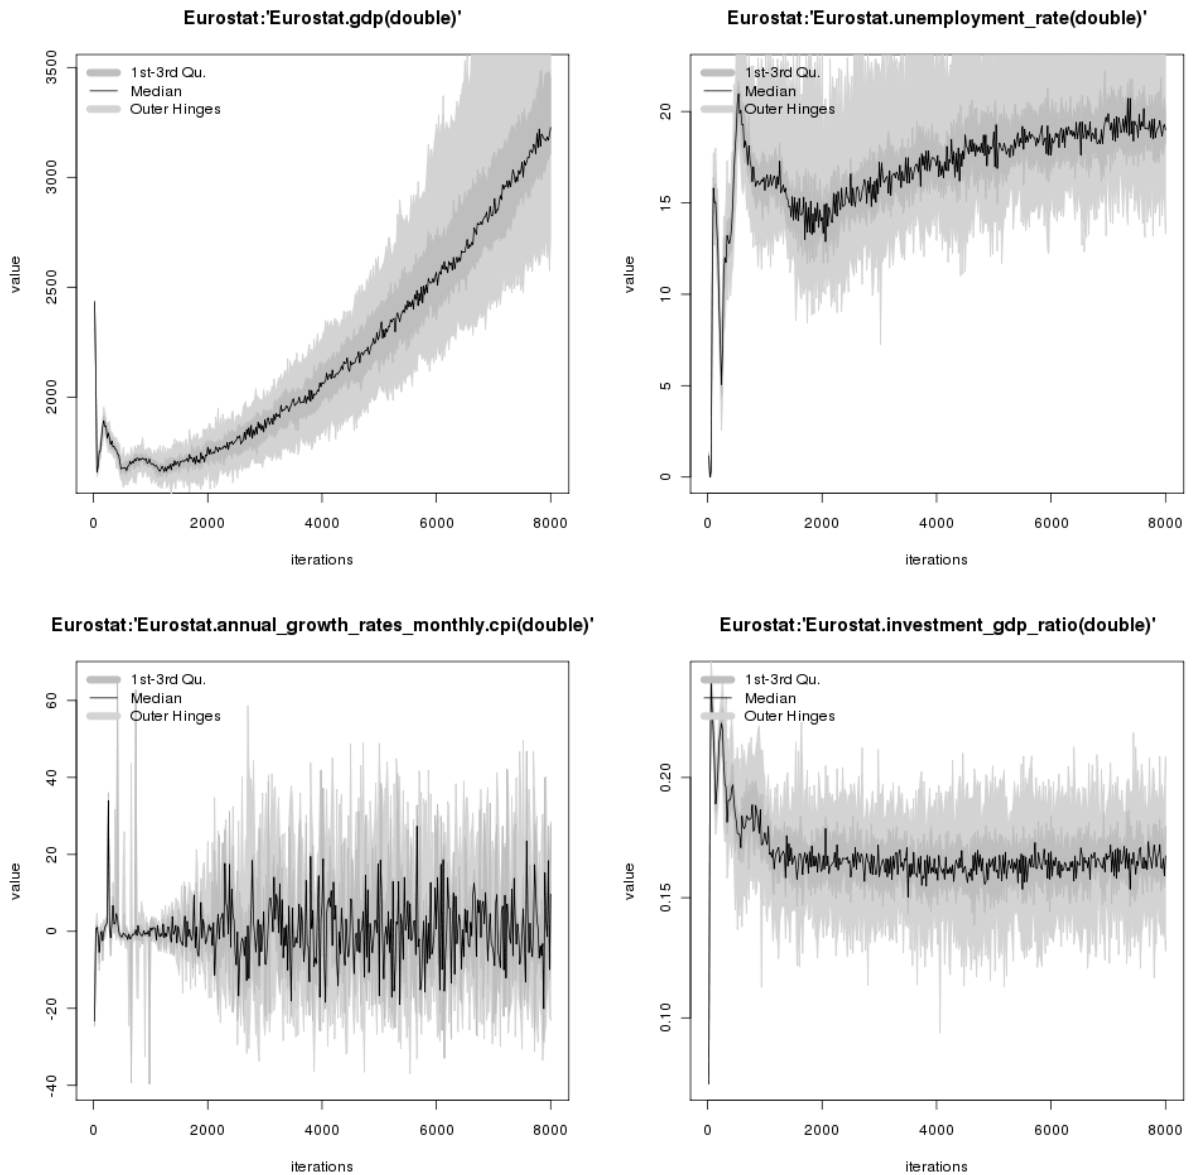 Eurostat:'Eurostat.gdp(double)'
3500
3000
2500
2000
value
1st-3rd Qu.
Median
Outer Hinges
0 2000 4000 6000 8000
iterations
Eurostat:'Eurostat.unemployment_rate(double)'
20
15
10
5
0
value
1st-3rd Qu.
Median
Outer Hinges
0 2000 4000 6000 8000
iterations
Eurostat:'Eurostat.annual_growth_rates_monthly.cpi(double)'
60
40
20
0
-20
-40
value
1st-3rd Qu.
Median
Outer Hinges
0 2000 4000 6000 8000
iterations
Eurostat:'Eurostat.investment_gdp_ratio(double)'
0.20
0.15
0.10
value
1st-3rd Qu.
Median
Outer Hinges
0 2000 4000 6000 8000
iterations